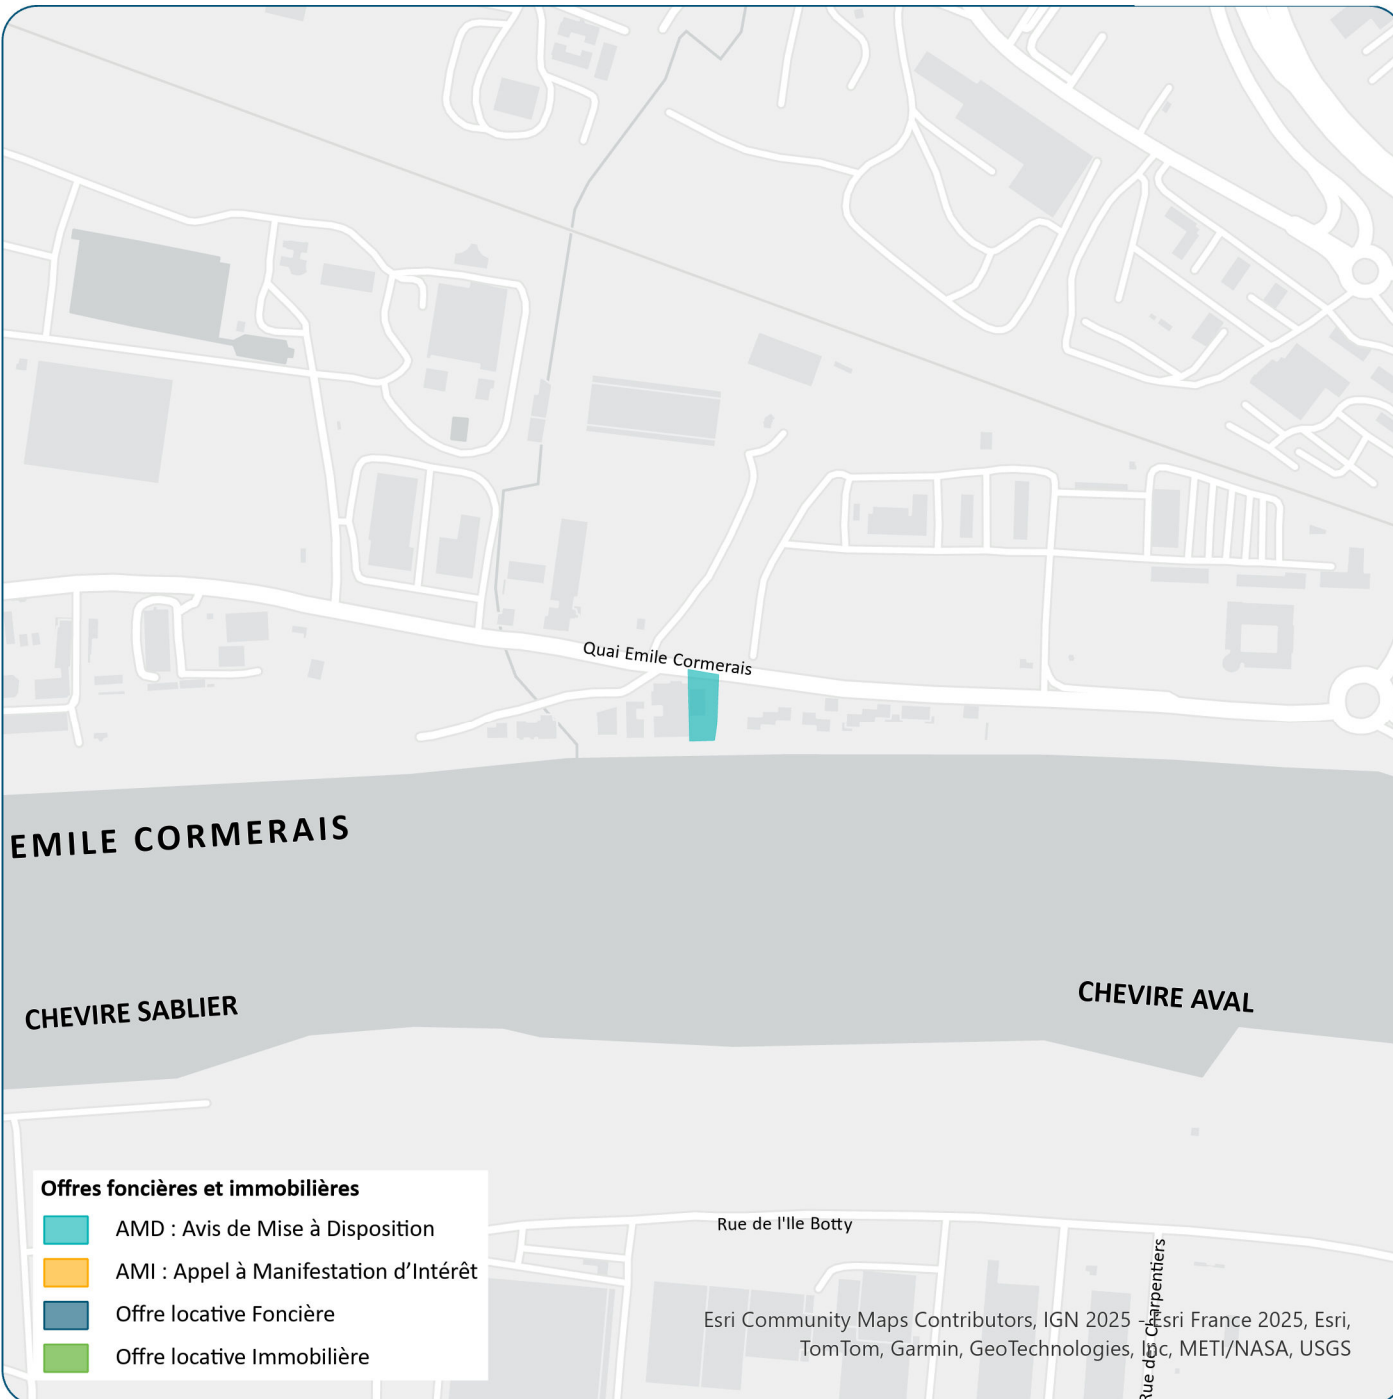 Quai Emile Cormerais
EMILE CORMERAIS
CHEVIRE SABLIER
CHEVIRE AVAL
Offres foncières et immobilières
AMD : Avis de Mise à Disposition
AMI : Appel à Manifestation d’Intérêt
Offre locative Foncière
Offre locative Immobilière
Rue de l'Ile Botty
Rue des Charpentiers
Esri Community Maps Contributors, IGN 2025 - Esri France 2025, Esri,
TomTom, Garmin, GeoTechnologies, Inc, METI/NASA, USGS